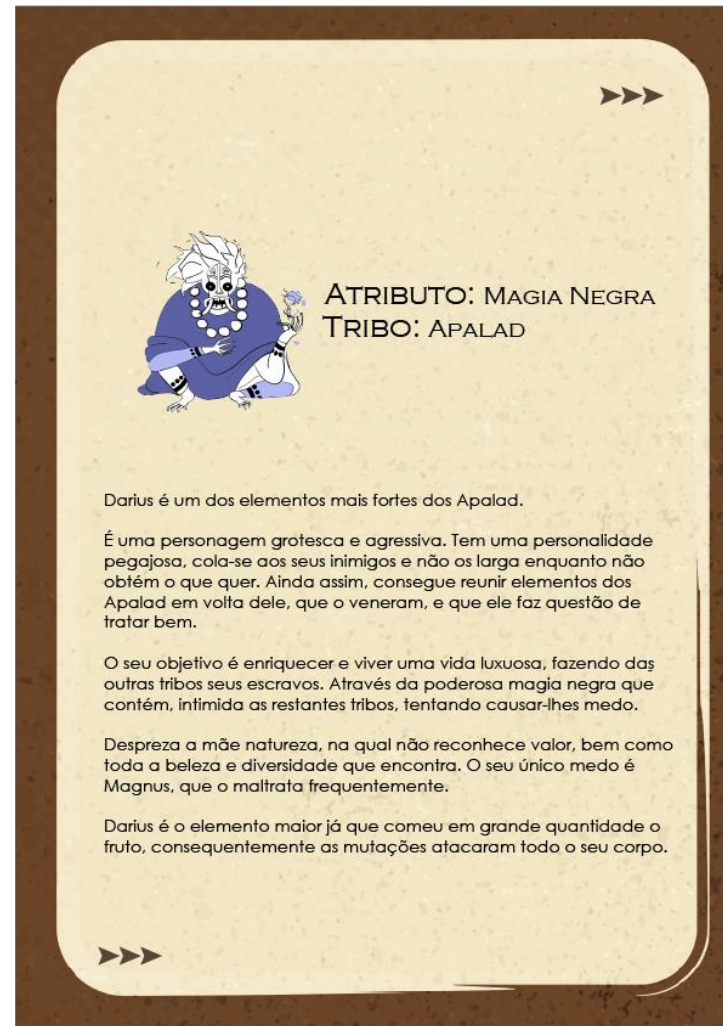 Atributo: Magia Negra
Tribo: Apalad
Darius é um dos elementos mais fortes dos Apalad.
É uma personagem grotesca e agressiva. Tem uma personalidade
pegajosa, cola-se aos seus inimigos e não os larga enquanto não
obtém o que quer. Ainda assim, consegue reunir elementos dos
Apalad em volta dele, que o veneram, e que ele faz questão de
tratar bem.
O seu objetivo é enriquecer e viver uma vida luxuosa, fazendo das
outras tribos seus escravos. Através da poderosa magia negra que
contém, intimida as restantes tribos, tentando causar-lhes medo.
Despreza a mãe natureza, na qual não reconhece valor, bem como
toda a beleza e diversidade que encontra. O seu único medo é
Magnus, que o maltrata frequentemente.
Darius é o elemento maior já que comeu em grande quantidade o
fruto, consequentemente as mutações atacaram todo o seu corpo.